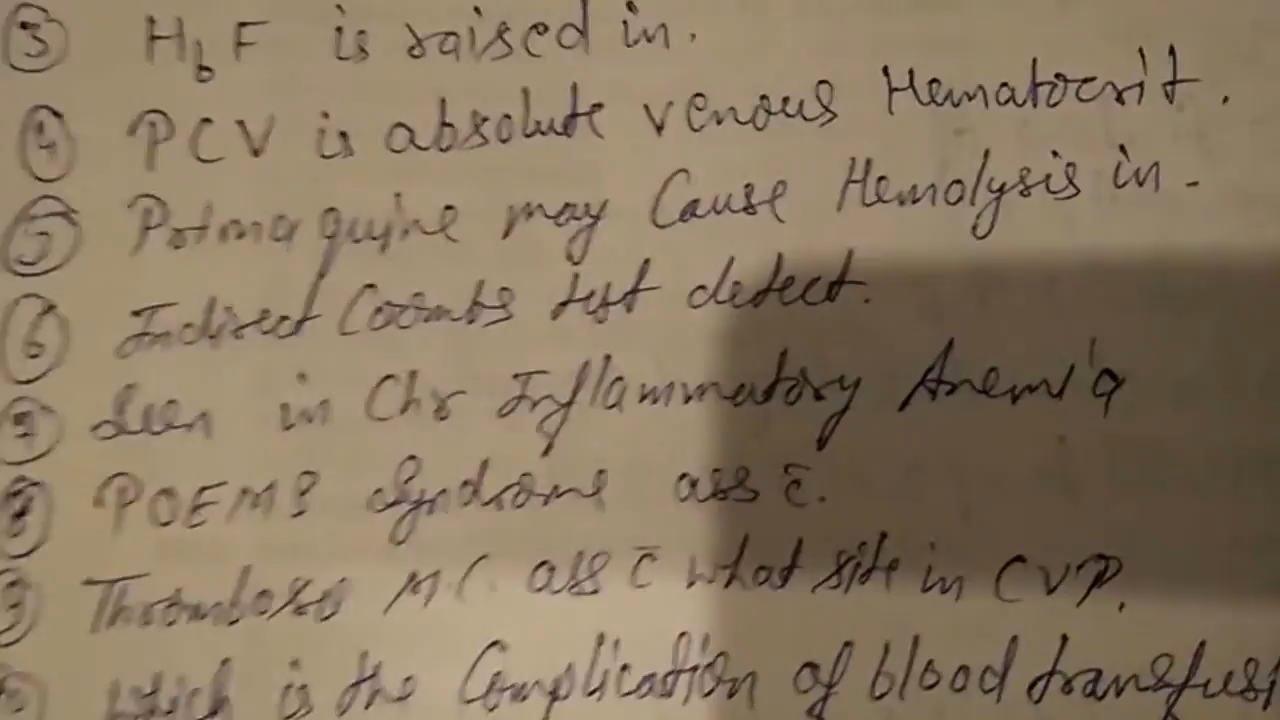 ③ HbF is raised in.
④ PCV is absolute venous Hematocrit.
⑤ Primaquine may Cause Hemolysis in -
⑥ Indirect Coombs test detect.
⑦ Seen in Chr Inflammatory Anemia
⑧ POEMS Syndrome ass c̄.
⑨ Thrombosis M.C. ass c̄ what site in CVP.
which is the Complication of blood transfusi